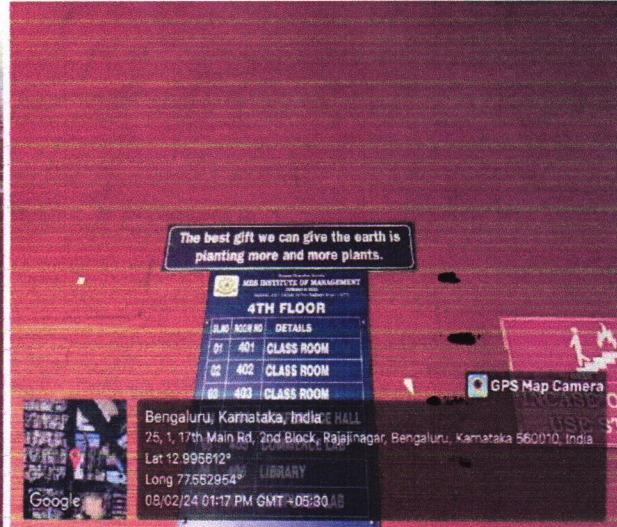 The best gift we can give the earth is
planting more and more plants.
MES INSTITUTE OF MANAGEMENT
4TH FLOOR
SL.NO ROOM NO DETAILS
01 401 CLASS ROOM
02 402 CLASS ROOM
03 403 CLASS ROOM
HALL
COMMERCE LAB
LIBRARY
LAB
USE
GPS Map Camera
Bengaluru, Karnataka, India
25, 1, 17th Main Rd, 2nd Block, Rajajinagar, Bengaluru, Karnataka 560010, India
Lat 12.995612°
Long 77.552954°
08/02/24 01:17 PM GMT +05:30
Google